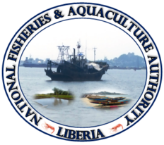 NATIONAL FISHERIES & AQUACULTURE AUTHORITY
LIBERIA